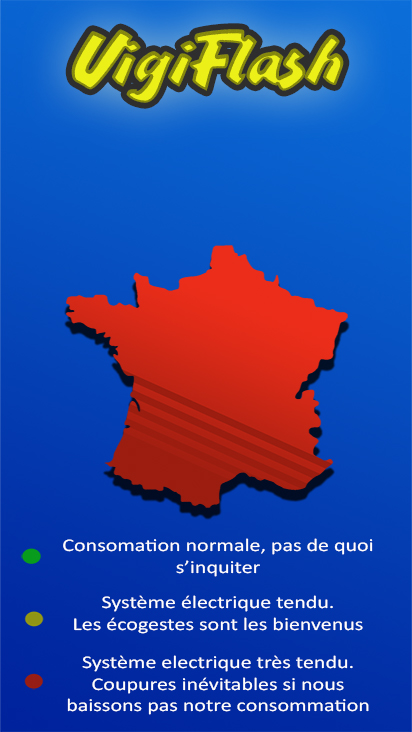 VigiFlash
Consomation normale, pas de quoi
s'inquiter
Système électrique tendu.
Les écogestes sont les bienvenus
Système electrique très tendu.
Coupures inévitables si nous
baissons pas notre consommation